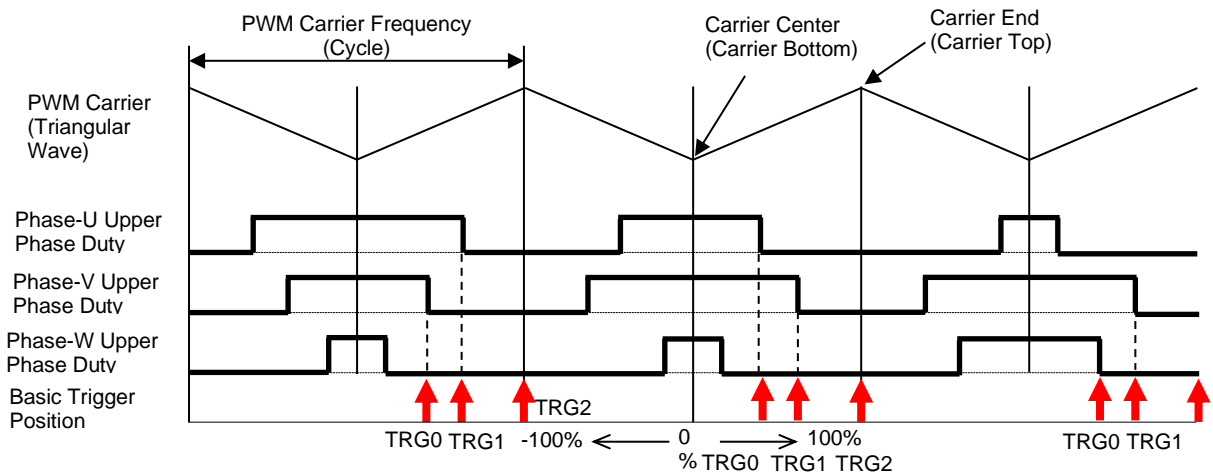 PWM Carrier Frequency
(Cycle)
Carrier Center
(Carrier Bottom)
Carrier End
(Carrier Top)
PWM Carrier
(Triangular
Wave)
Phase-U Upper
Phase Duty
Phase-V Upper
Phase Duty
Phase-W Upper
Phase Duty
Basic Trigger
Position
TRG2
TRG0
TRG1
-100%
0
%
100%
TRG0
TRG1
TRG2
TRG0
TRG1